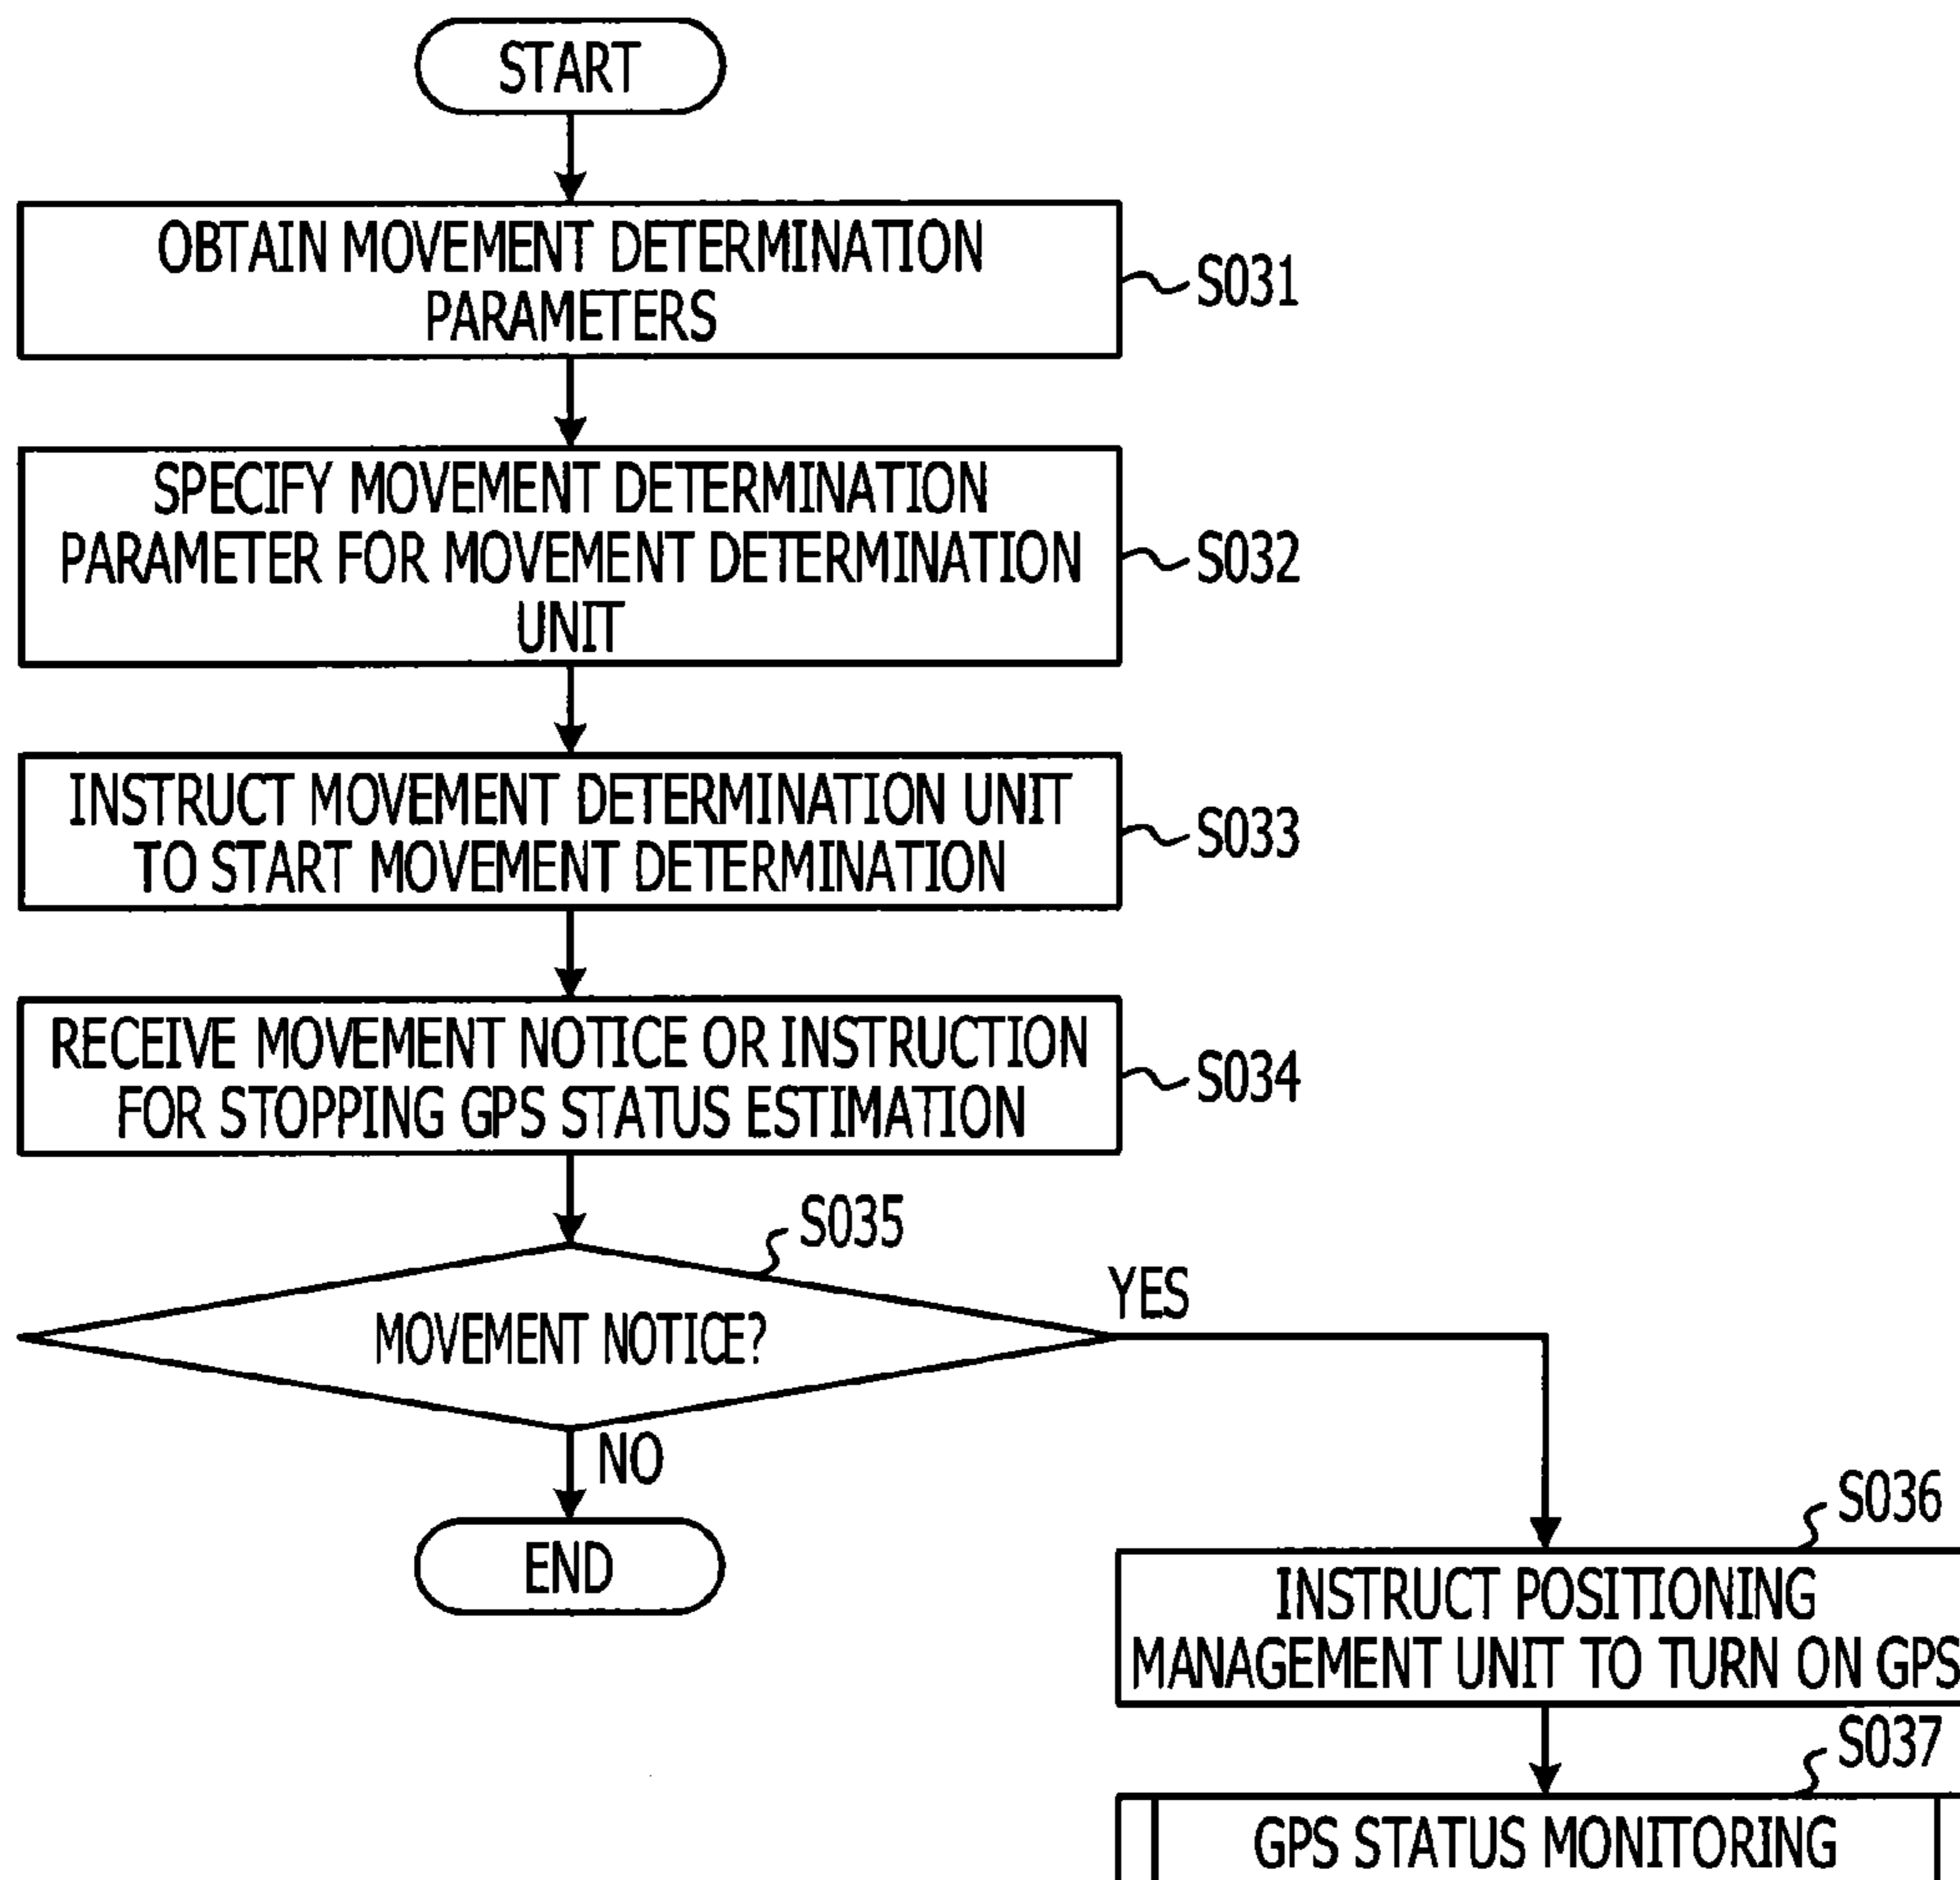 START
OBTAIN MOVEMENT DETERMINATION
PARAMETERS
S031
SPECIFY MOVEMENT DETERMINATION
PARAMETER FOR MOVEMENT DETERMINATION
UNIT
S032
INSTRUCT MOVEMENT DETERMINATION UNIT
TO START MOVEMENT DETERMINATION
S033
RECEIVE MOVEMENT NOTICE OR INSTRUCTION
FOR STOPPING GPS STATUS ESTIMATION
S034
S035
MOVEMENT NOTICE?
YES
NO
END
S036
INSTRUCT POSITIONING
MANAGEMENT UNIT TO TURN ON GPS
S037
GPS STATUS MONITORING